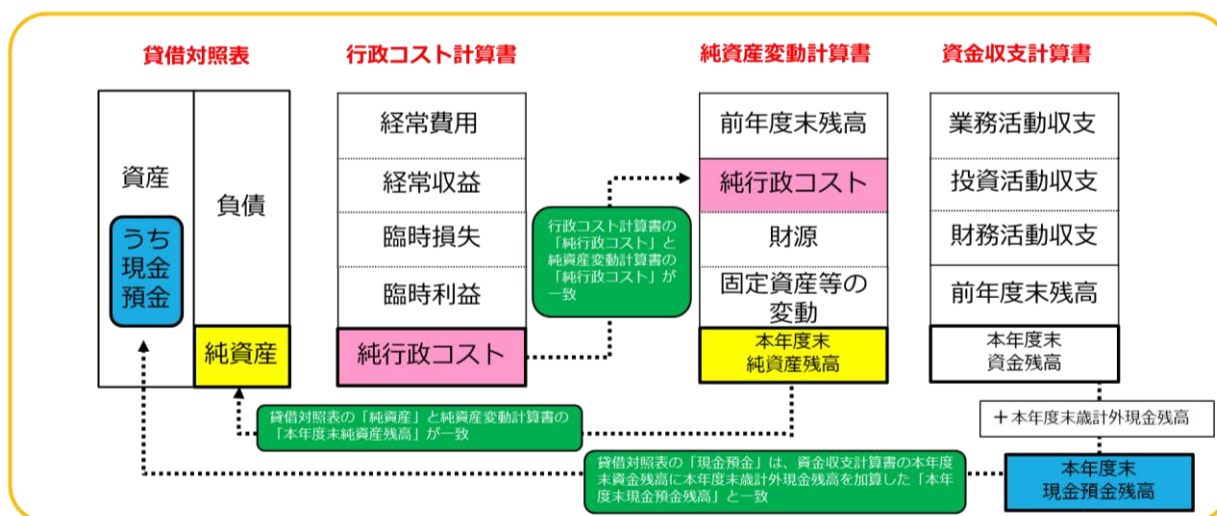 貸借対照表
行政コスト計算書
純資産変動計算書
資金収支計算書
資産
うち
現金
預金
負債
純資産
経常費用
経常収益
臨時損失
臨時利益
純行政コスト
行政コスト計算書の
「純行政コスト」と
純資産変動計算書の
「純行政コスト」が
一致
前年度末残高
純行政コスト
財源
固定資産等の
変動
本年度末
純資産残高
業務活動収支
投資活動収支
財務活動収支
前年度末残高
本年度末
資金残高
貸借対照表の「純資産」と純資産変動計算書の
「本年度末純資産残高」が一致
＋本年度末歳計外現金残高
貸借対照表の「現金預金」は、資金収支計算書の本年度
末資金残高に本年度末歳計外現金残高を加算した「本年
度末現金預金残高」と一致
本年度末
現金預金残高